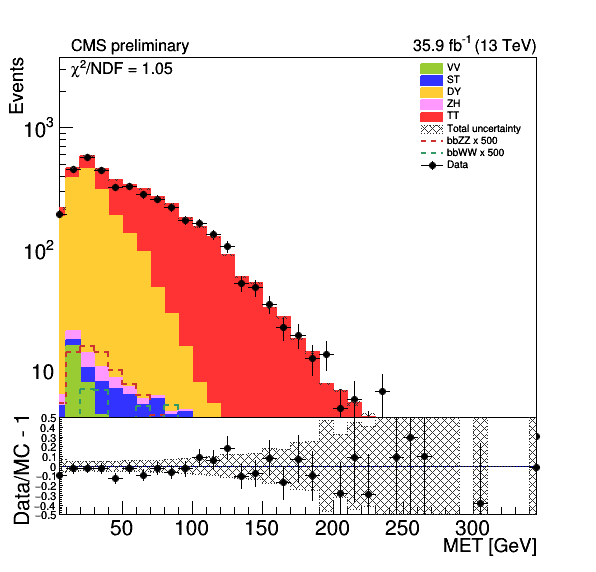 CMS preliminary 35.9 fb⁻¹ (13 TeV)
χ²/NDF = 1.05
Events
VV
ST
DY
ZH
TT
Total uncertainty
bbZZ x 500
bbWW x 500
Data
10³
10²
10
Data/MC - 1
0.5
0.4
0.3
0.2
0.1
0
-0.1
-0.2
-0.3
-0.4
-0.5
50 100 150 200 250 300
MET [GeV]